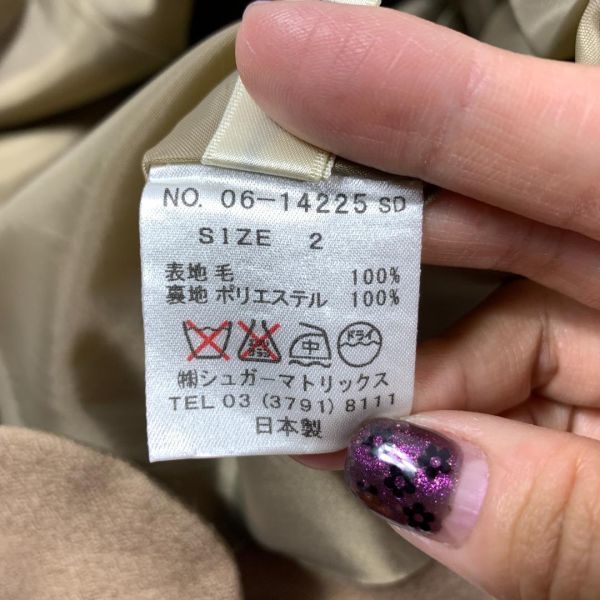 NO. 06-14225 SD
SIZE 2
表地 毛 100%
裏地 ポリエステル 100%
中 ドライ
㈱シュガーマトリックス
TEL 03 (3791) 8111
日本製